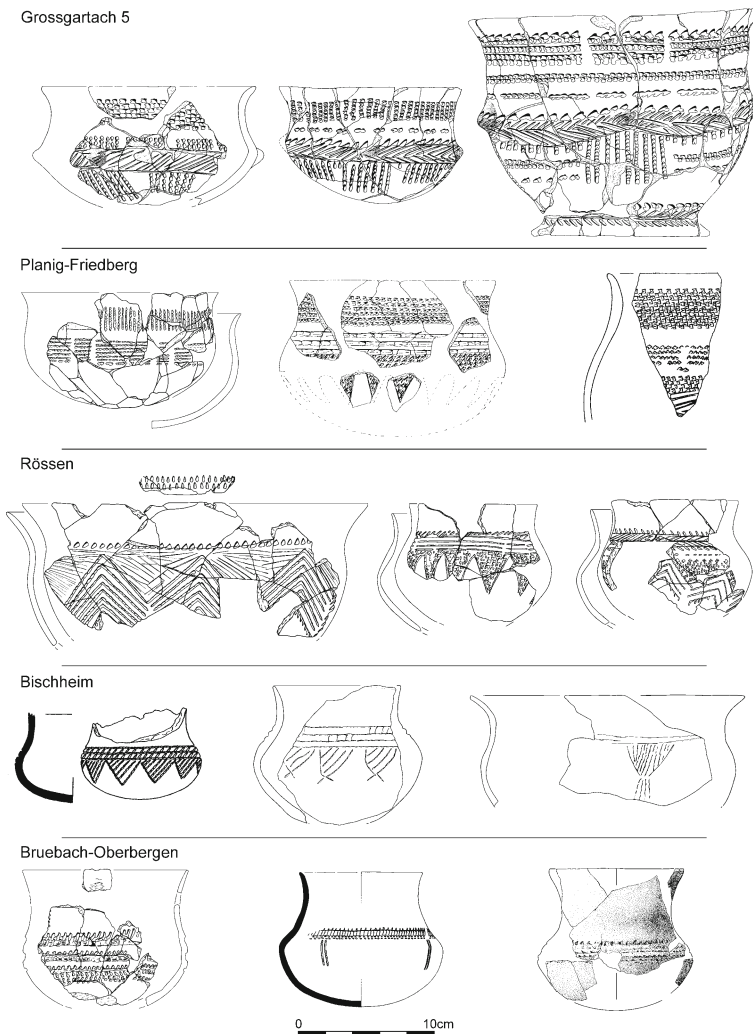 Grossgartach 5
Planig-Friedberg
Rössen
Bischheim
Bruebach-Oberbergen
0 10cm